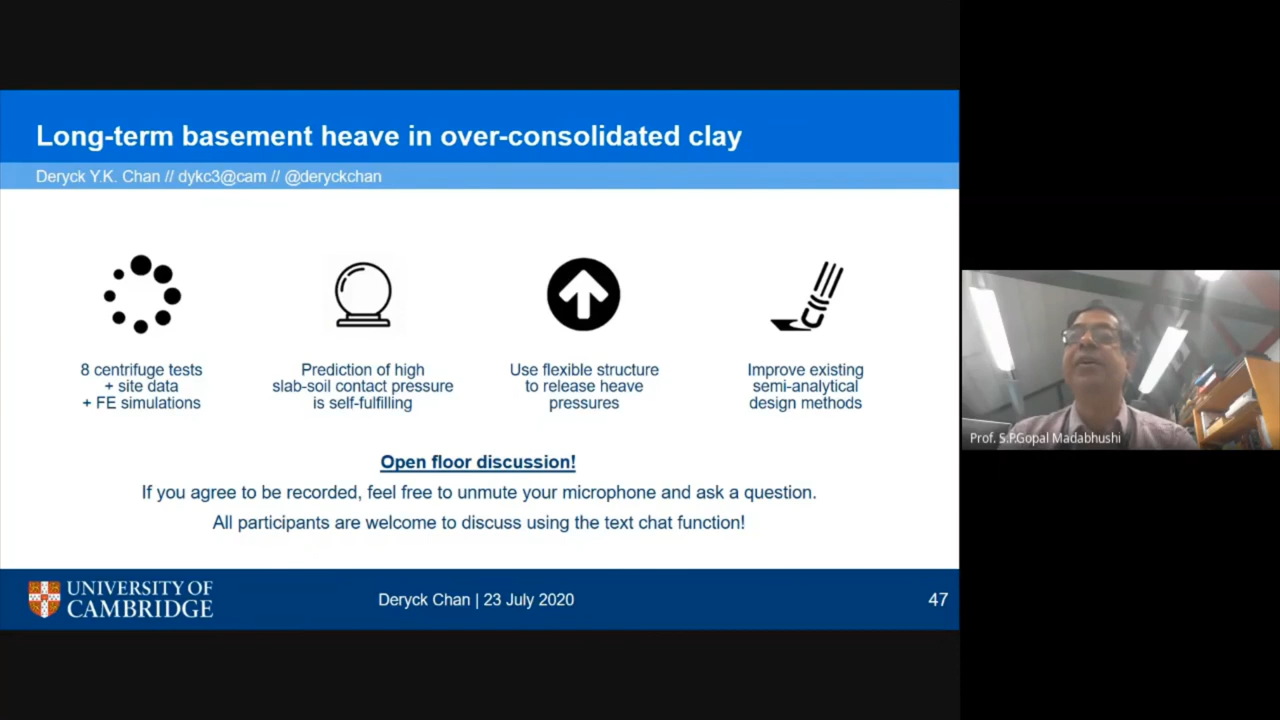 Long-term basement heave in over-consolidated clay
Deryck Y.K. Chan // dykc3@cam // @deryckchan
8 centrifuge tests
+ site data
+ FE simulations
Prediction of high
slab-soil contact pressure
is self-fulfilling
Use flexible structure
to release heave
pressures
Improve existing
semi-analytical
design methods
Open floor discussion!
If you agree to be recorded, feel free to unmute your microphone and ask a question.
All participants are welcome to discuss using the text chat function!
UNIVERSITY OF
CAMBRIDGE
Deryck Chan | 23 July 2020
47
Prof. S.P.Gopal Madabhushi